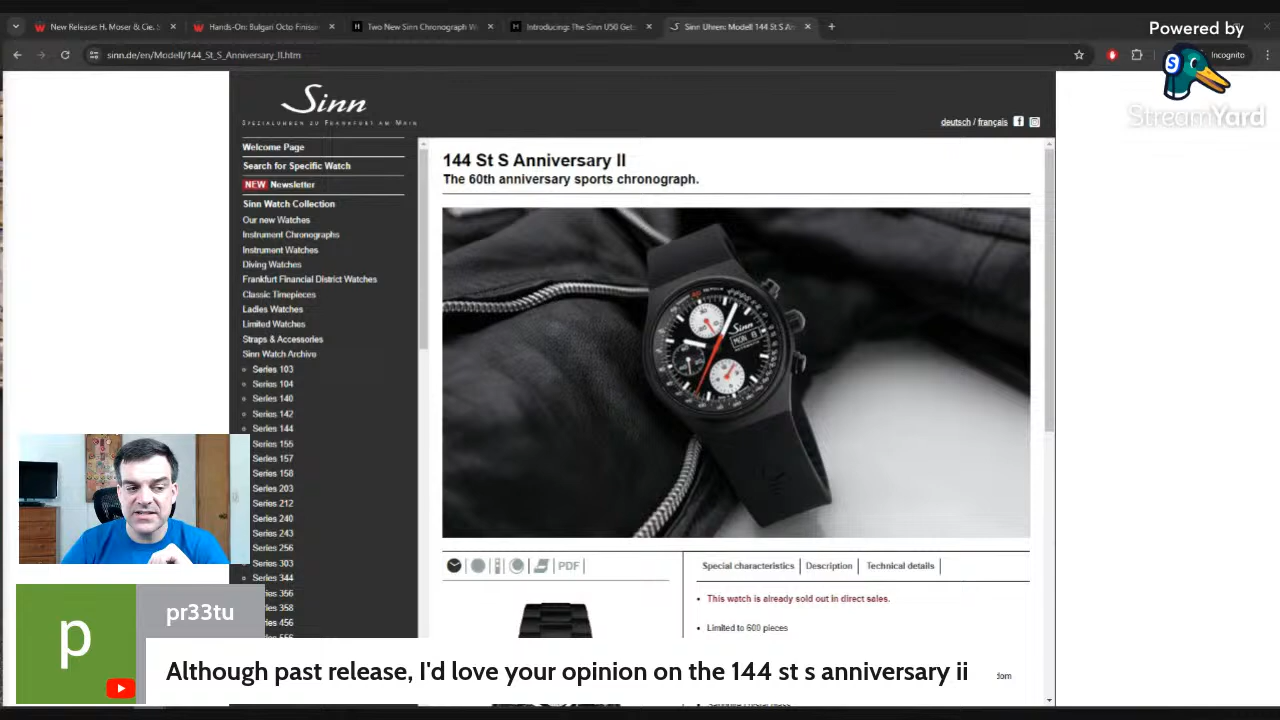 New Release: H. Moser & Cie. S
Hands-On: Bulgari Octo Finissim
Two New Sinn Chronograph W
Introducing: The Sinn U50 Gets
Sinn Uhren: Modell 144 St S An
Powered by
sinn.de/en/Modell/144_St_S_Anniversary_II.htm
Incognito
S
StreamYard
Sinn
SPEZIALUHREN ZU FRANKFURT AM MAIN
deutsch / français
Welcome Page
Search for Specific Watch
NEW Newsletter
Sinn Watch Collection
Our new Watches
Instrument Chronographs
Instrument Watches
Diving Watches
Frankfurt Financial District Watches
Classic Timepieces
Ladies Watches
Limited Watches
Straps & Accessories
Sinn Watch Archive
Series 103
Series 104
Series 140
Series 142
Series 144
Series 155
Series 157
Series 158
Series 203
Series 212
Series 240
Series 243
Series 256
Series 303
Series 344
356
358
456
144 St S Anniversary II
The 60th anniversary sports chronograph.
Sinn
MON 8
PDF
Special characteristics
Description
Technical details
This watch is already sold out in direct sales.
Limited to 600 pieces
p
pr33tu
Although past release, I'd love your opinion on the 144 st s anniversary ii